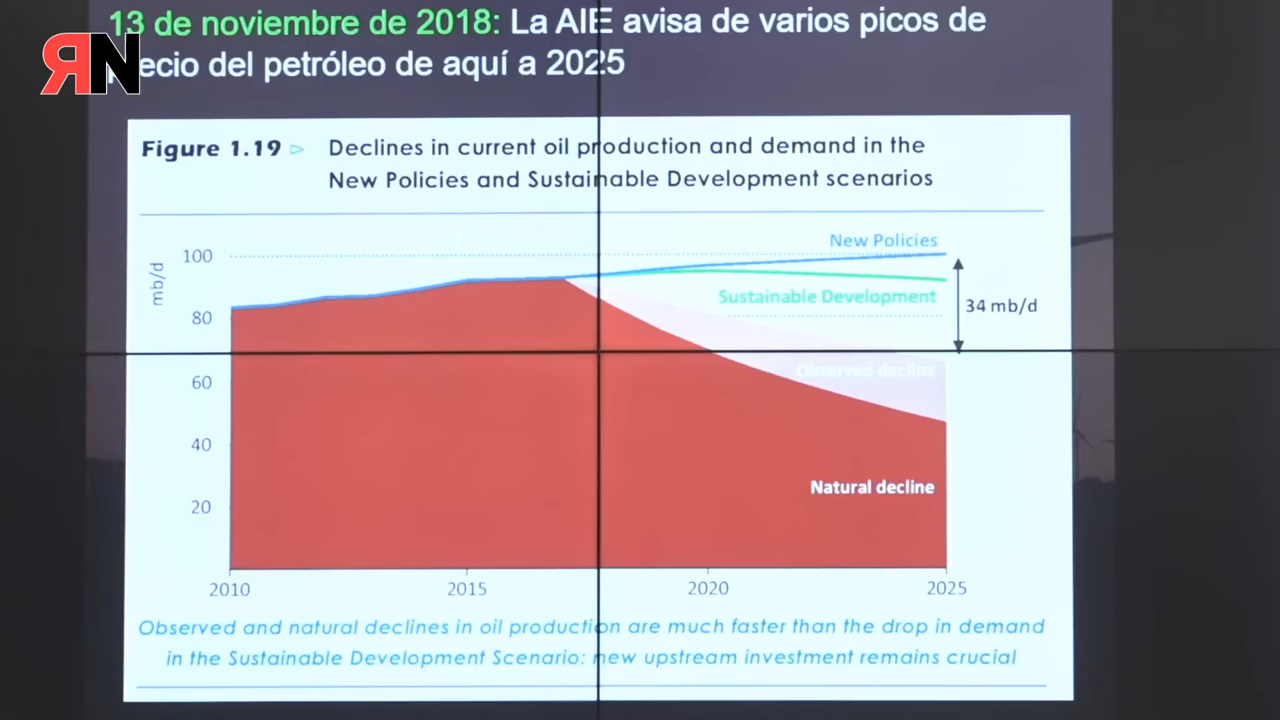 13 de noviembre de 2018: La AIE avisa de varios picos de
precio del petróleo de aquí a 2025
ЯN
Figure 1.19 ▷ Declines in current oil production and demand in the
New Policies and Sustainable Development scenarios
mb/d
100
80
60
40
20
New Policies
Sustainable Development
34 mb/d
Observed decline
Natural decline
2010 2015 2020 2025
Observed and natural declines in oil production are much faster than the drop in demand
in the Sustainable Development Scenario: new upstream investment remains crucial